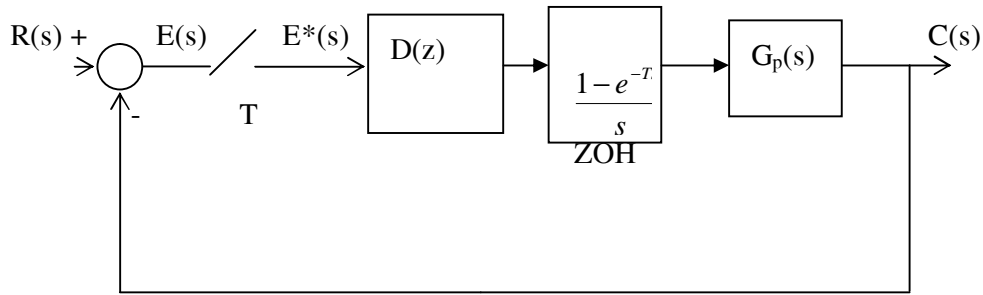 R(s) +
E(s)
E*(s)
D(z)
G_p(s)
C(s)
T
-
1 − e^{−T.}
s
ZOH